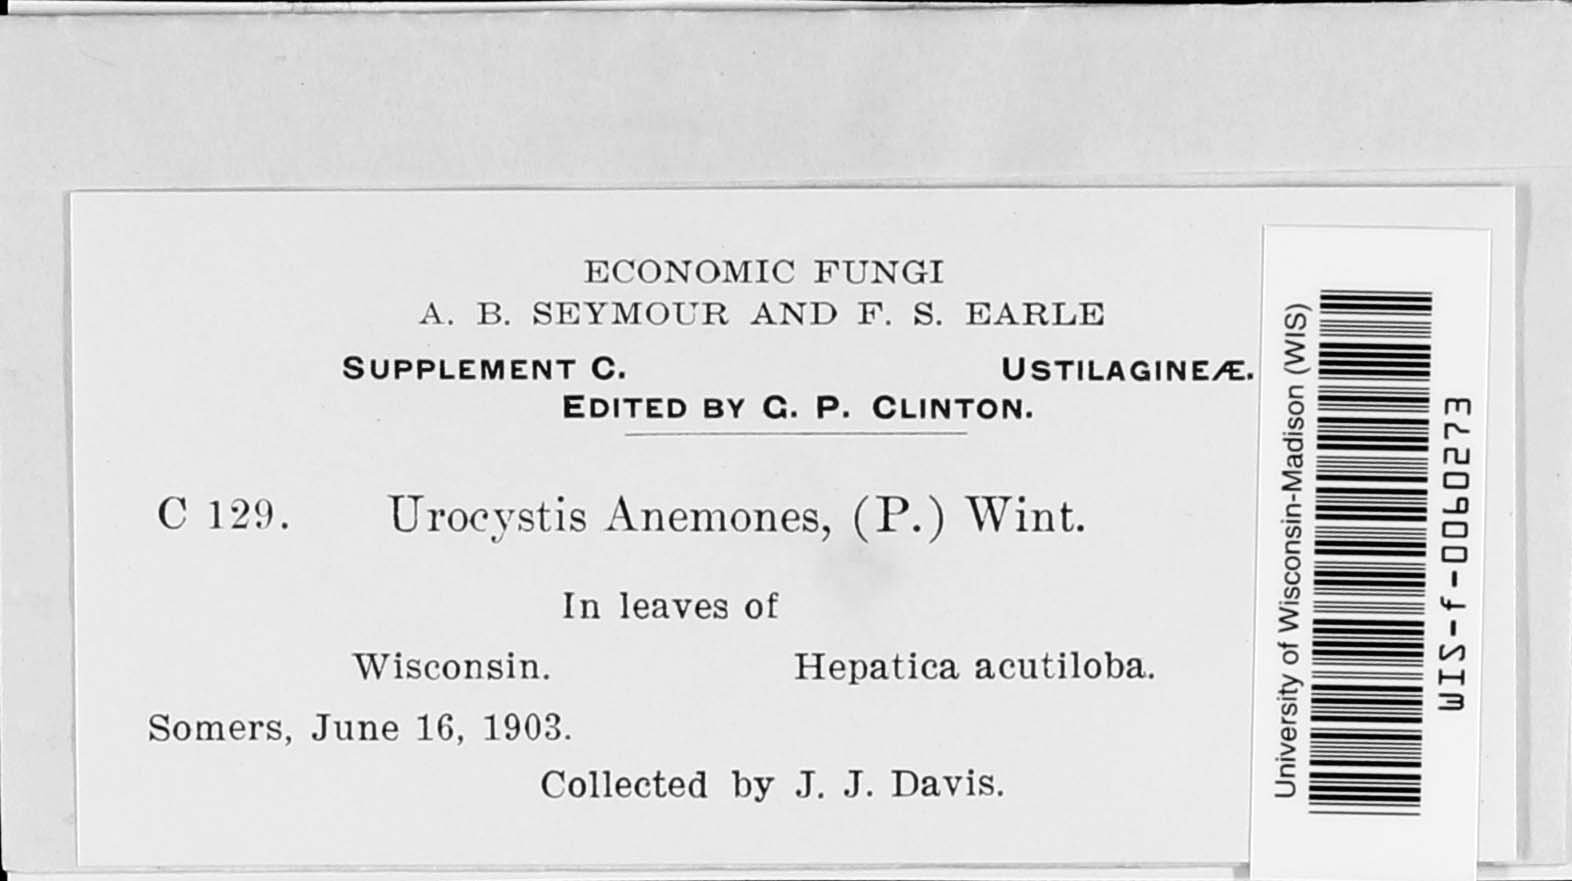 ECONOMIC FUNGI
A. B. SEYMOUR AND F. S. EARLE
SUPPLEMENT C. USTILAGINEÆ.
EDITED BY G. P. CLINTON.
C 129. Urocystis Anemones, (P.) Wint.
In leaves of
Wisconsin. Hepatica acutiloba.
Somers, June 16, 1903.
Collected by J. J. Davis.
University of Wisconsin-Madison (WIS)
WIS-f-0060273